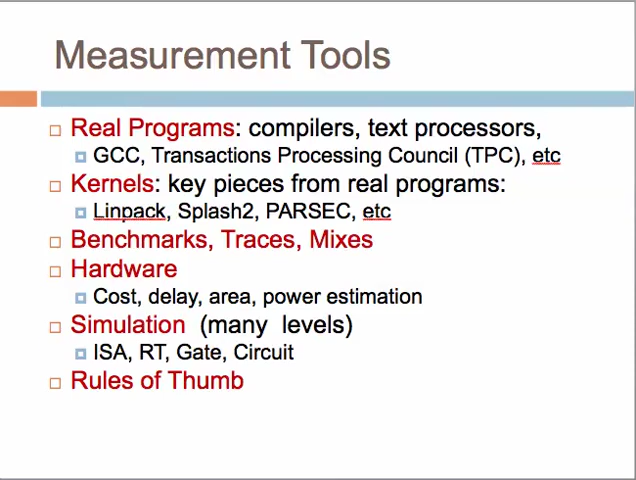 Measurement Tools
Real Programs: compilers, text processors,
GCC, Transactions Processing Council (TPC), etc
Kernels: key pieces from real programs:
Linpack, Splash2, PARSEC, etc
Benchmarks, Traces, Mixes
Hardware
Cost, delay, area, power estimation
Simulation (many levels)
ISA, RT, Gate, Circuit
Rules of Thumb